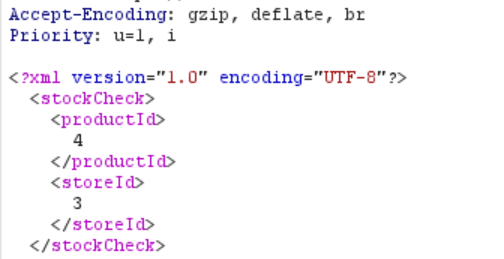 Accept-Encoding: gzip, deflate, br
Priority: u=1, i
<?xml version="1.0" encoding="UTF-8"?>
<stockCheck>
<productId>
4
</productId>
<storeId>
3
</storeId>
</stockCheck>